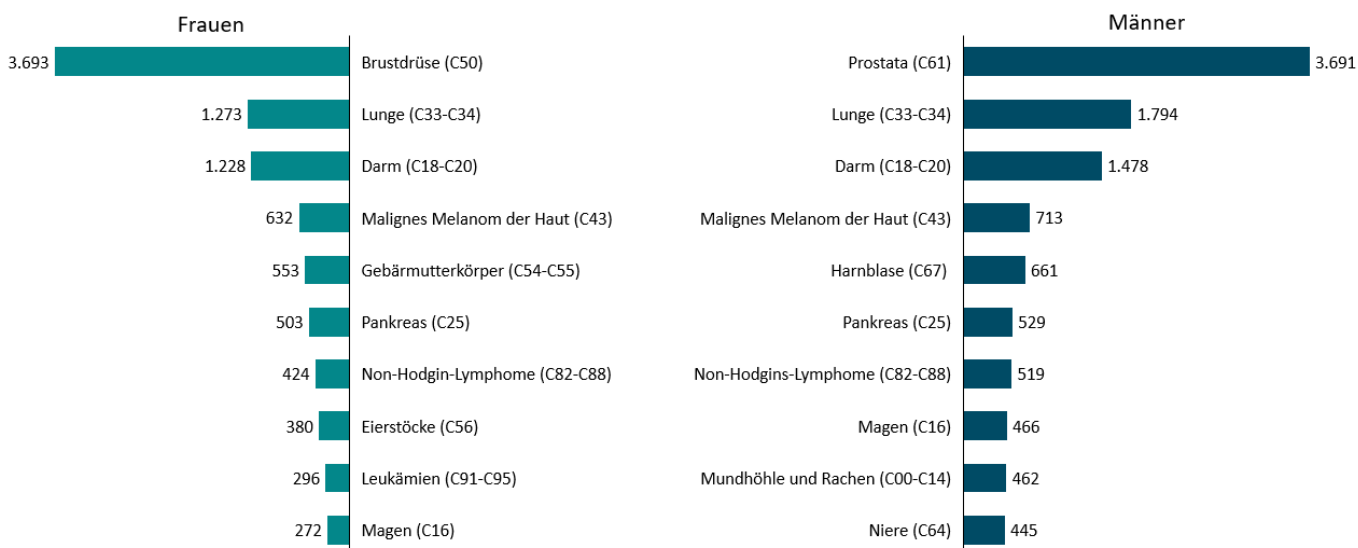 Frauen
3.693 Brustdrüse (C50)
1.273 Lunge (C33-C34)
1.228 Darm (C18-C20)
632 Malignes Melanom der Haut (C43)
553 Gebärmutterkörper (C54-C55)
503 Pankreas (C25)
424 Non-Hodgin-Lymphome (C82-C88)
380 Eierstöcke (C56)
296 Leukämien (C91-C95)
272 Magen (C16)
Männer
Prostata (C61) 3.691
Lunge (C33-C34) 1.794
Darm (C18-C20) 1.478
Malignes Melanom der Haut (C43) 713
Harnblase (C67) 661
Pankreas (C25) 529
Non-Hodgins-Lymphome (C82-C88) 519
Magen (C16) 466
Mundhöhle und Rachen (C00-C14) 462
Niere (C64) 445